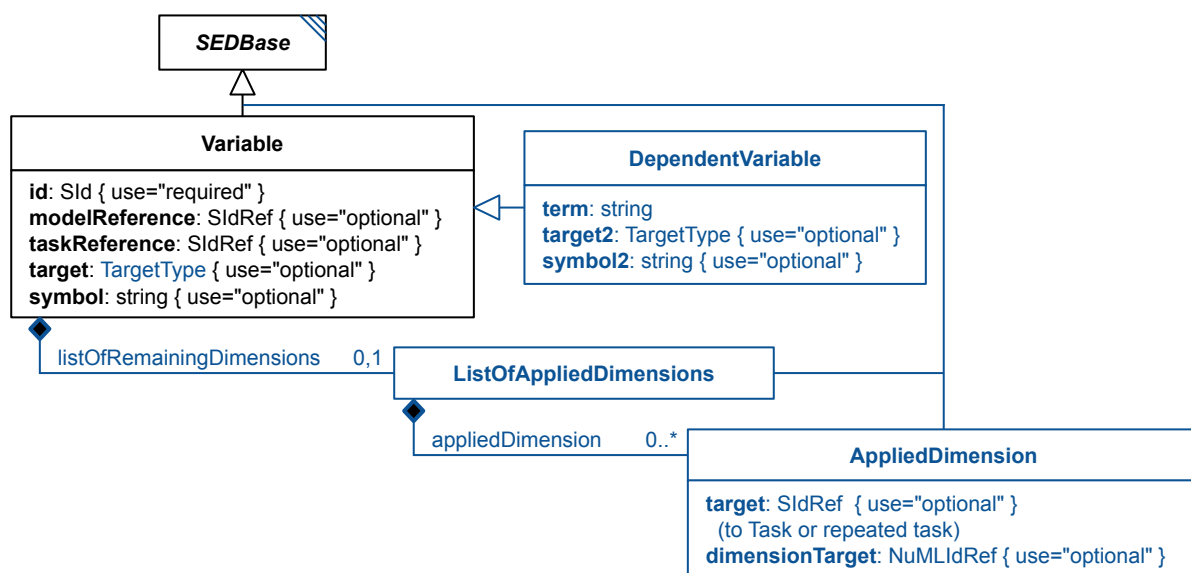 SEDBase
Variable
id: SId { use="required" }
modelReference: SIdRef { use="optional" }
taskReference: SIdRef { use="optional" }
target: TargetType { use="optional" }
symbol: string { use="optional" }
DependentVariable
term: string
target2: TargetType { use="optional" }
symbol2: string { use="optional" }
listOfRemainingDimensions 0,1
ListOfAppliedDimensions
appliedDimension 0..*
AppliedDimension
target: SIdRef { use="optional" }
(to Task or repeated task)
dimensionTarget: NuMLIdRef { use="optional" }